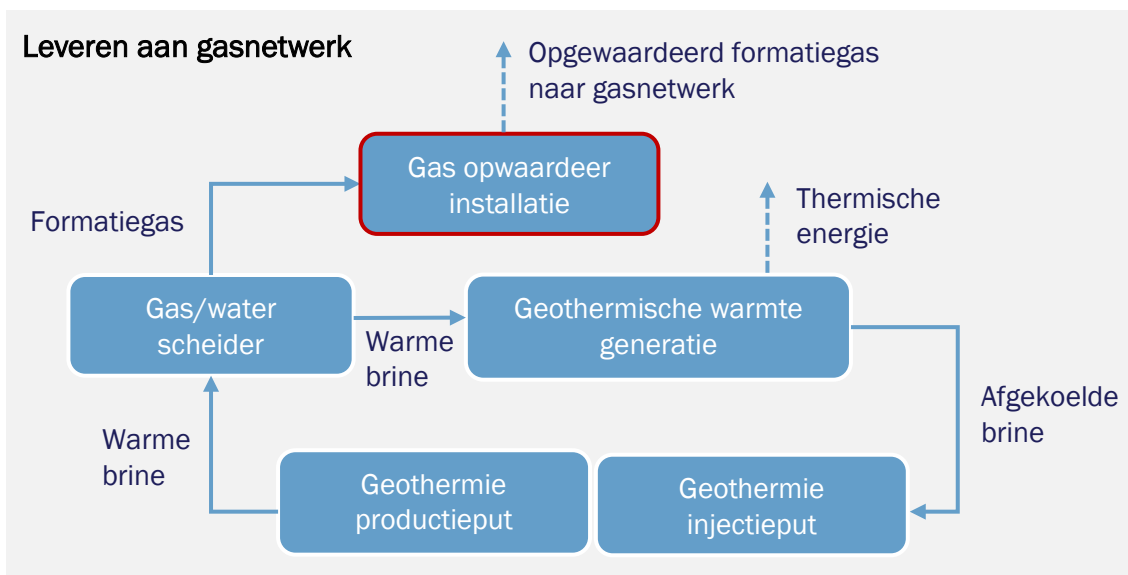 Leveren aan gasnetwerk
Opgewaardeerd formatiegas
naar gasnetwerk
Gas opwaardeer
installatie
Thermische
energie
Formatiegas
Gas/water
scheider
Geothermische warmte
generatie
Warme
brine
Afgekoelde
brine
Warme
brine
Geothermie
productieput
Geothermie
injectieput